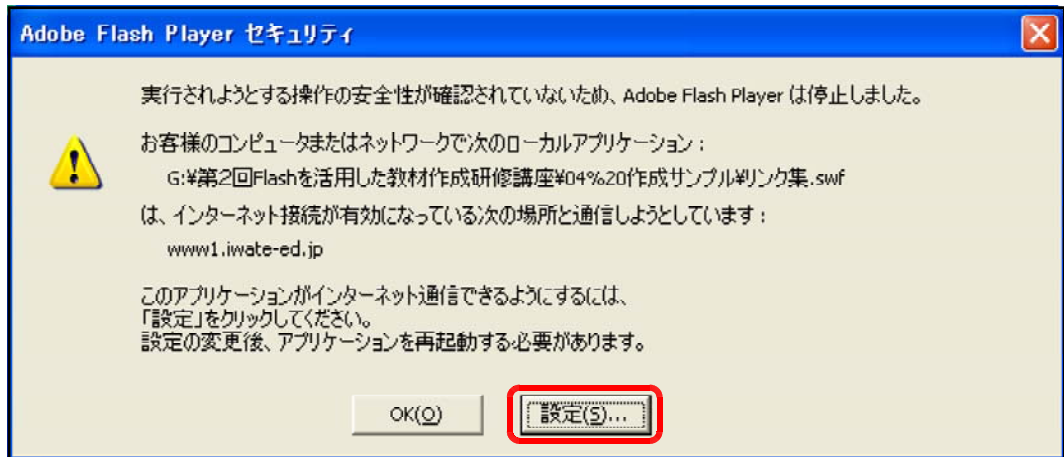 Adobe Flash Player セキュリティ
実行されようとする操作の安全性が確認されていないため、Adobe Flash Player は停止しました。
お客様のコンピュータまたはネットワークで次のローカルアプリケーション :
G:¥第2回Flashを活用した教材作成研修講座¥04%20作成サンプル¥リンク集.swf
は、インターネット接続が有効になっている次の場所と通信しようとしています :
www1.iwate-ed.jp
このアプリケーションがインターネット通信できるようにするには、
「設定」をクリックしてください。
設定の変更後、アプリケーションを再起動する必要があります。
OK(O) 設定(S)...